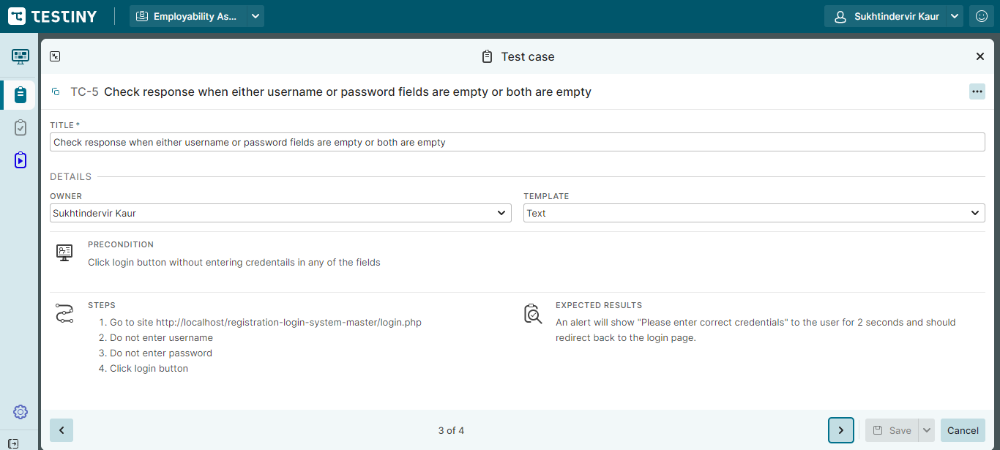 TESTINY
Employability As...
Sukhtindervir Kaur
Test case
TC-5 Check response when either username or password fields are empty or both are empty
TITLE *
Check response when either username or password fields are empty or both are empty
DETAILS
OWNER
TEMPLATE
Sukhtindervir Kaur
Text
PRECONDITION
Click login button without entering credentails in any of the fields
STEPS
1. Go to site http://localhost/registration-login-system-master/login.php
2. Do not enter username
3. Do not enter password
4. Click login button
EXPECTED RESULTS
An alert will show "Please enter correct credentials" to the user for 2 seconds and should
redirect back to the login page.
3 of 4
Save
Cancel